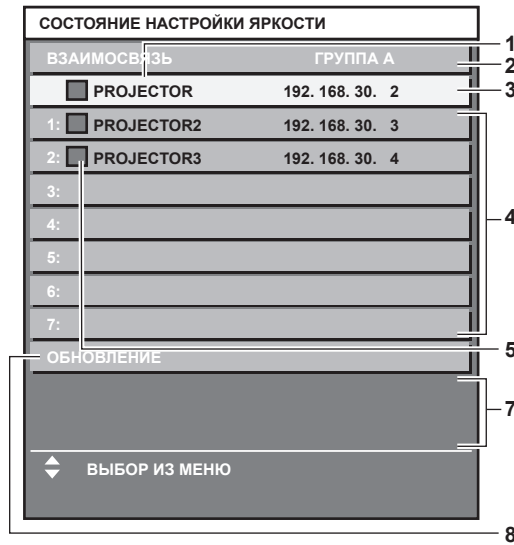 СОСТОЯНИЕ НАСТРОЙКИ ЯРКОСТИ
ВЗАИМОСВЯЗЬ ГРУППА A 1
2
PROJECTOR 192. 168. 30. 2 3
1: PROJECTOR2 192. 168. 30. 3
2: PROJECTOR3 192. 168. 30. 4
3:
4: 4
5:
6:
7:
ОБНОВЛЕНИЕ 5
7
ВЫБОР ИЗ МЕНЮ
8